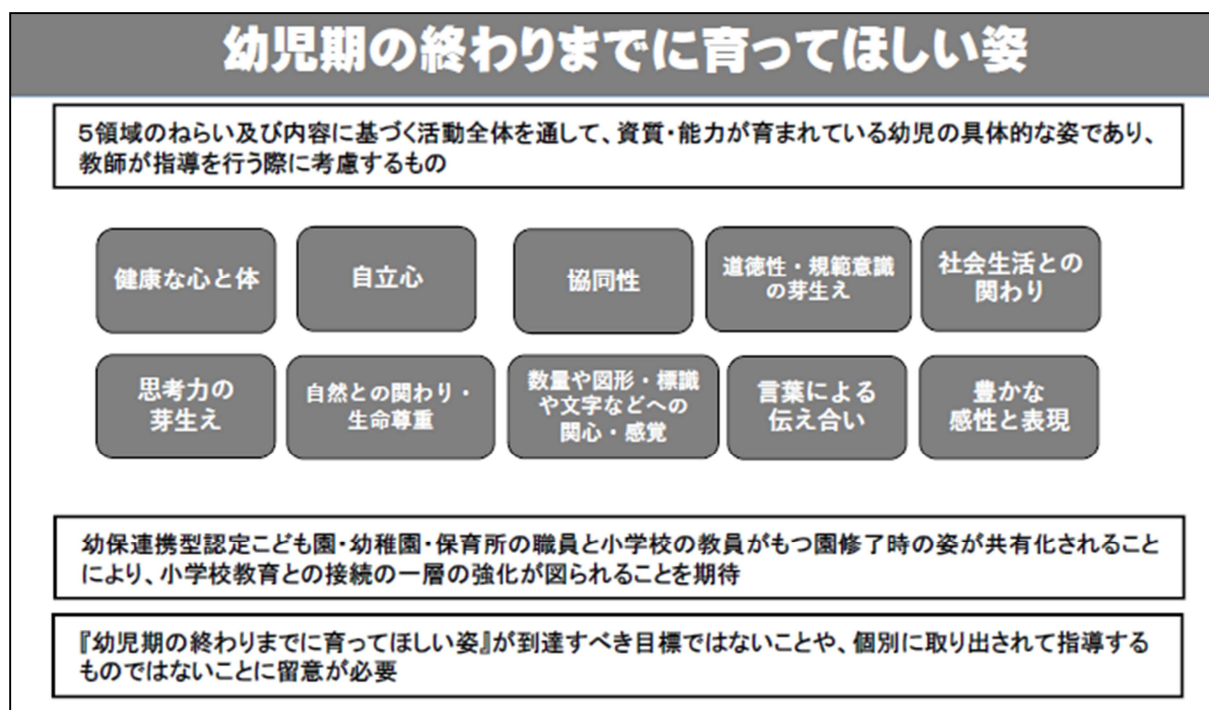 幼児期の終わりまでに育ってほしい姿
5領域のねらい及び内容に基づく活動全体を通して、資質・能力が育まれている幼児の具体的な姿であり、
教師が指導を行う際に考慮するもの
健康な心と体
自立心
協同性
道徳性・規範意識
の芽生え
社会生活との
関わり
思考力の
芽生え
自然との関わり・
生命尊重
数量や図形・標識
や文字などへの
関心・感覚
言葉による
伝え合い
豊かな
感性と表現
幼保連携型認定こども園・幼稚園・保育所の職員と小学校の教員がもつ園修了時の姿が共有化されること
により、小学校教育との接続の一層の強化が図られることを期待
『幼児期の終わりまでに育ってほしい姿』が到達すべき目標ではないことや、個別に取り出されて指導する
ものではないことに留意が必要